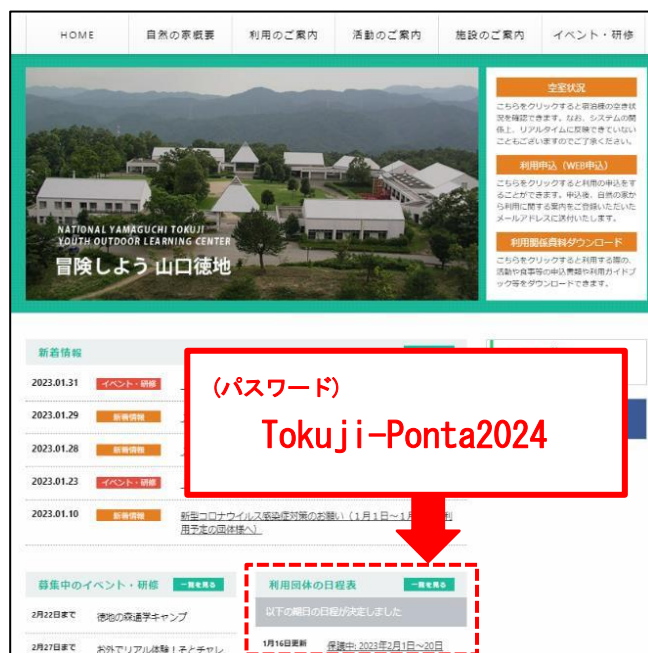 HOME 自然の家概要 利用のご案内 活動のご案内 施設のご案内 イベント・研修
NATIONAL YAMAGUCHI TOKUJI
YOUTH OUTDOOR LEARNING CENTER
冒険しよう山口徳地
空室状況
こちらをクリックすると宿泊棟の空き状
況を確認できます。なお、システムの関
係上、リアルタイムに反映できていない
こともございますのでご了承ください。
利用申込（WEB申込）
こちらをクリックすると利用の申込をす
ることができます。申込後、自然の家か
ら利用に関する案内をご登録いただいた
メールアドレスに送付いたします。
利用関係資料ダウンロード
こちらをクリックすると利用する際の、
活動や食事等の申込書類や利用ガイドブ
ック等をダウンロードできます。
新着情報
2023.01.31 イベント・研修
2023.01.29 新着情報
2023.01.28 新着情報
2023.01.23 イベント・研修
(パスワード)
Tokuji-Ponta2024
2023.01.10 新着情報 新型コロナウイルス感染症対策のお願い（１月１日～１月 利
用予定の団体様へ）
募集中のイベント・研修 一覧を見る
2月22日まで 徳地の森通学キャンプ
2月27日まで お外でリアル体験！そとチャレ
利用団体の日程表 一覧を見る
以下の期日の日程が決定しました
1月16日更新 保護中: 2023年2月1日～20日